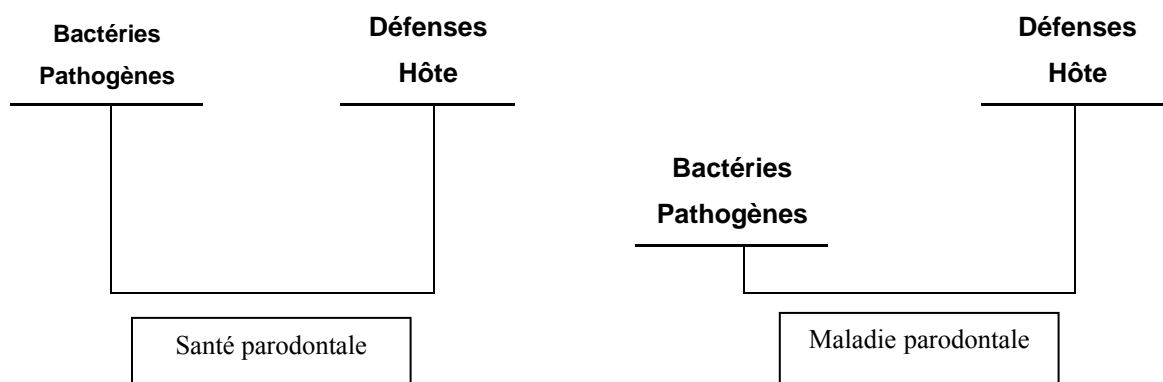 Bactéries
Pathogènes
Défenses
Hôte
Santé parodontale
Défenses
Hôte
Bactéries
Pathogènes
Maladie parodontale